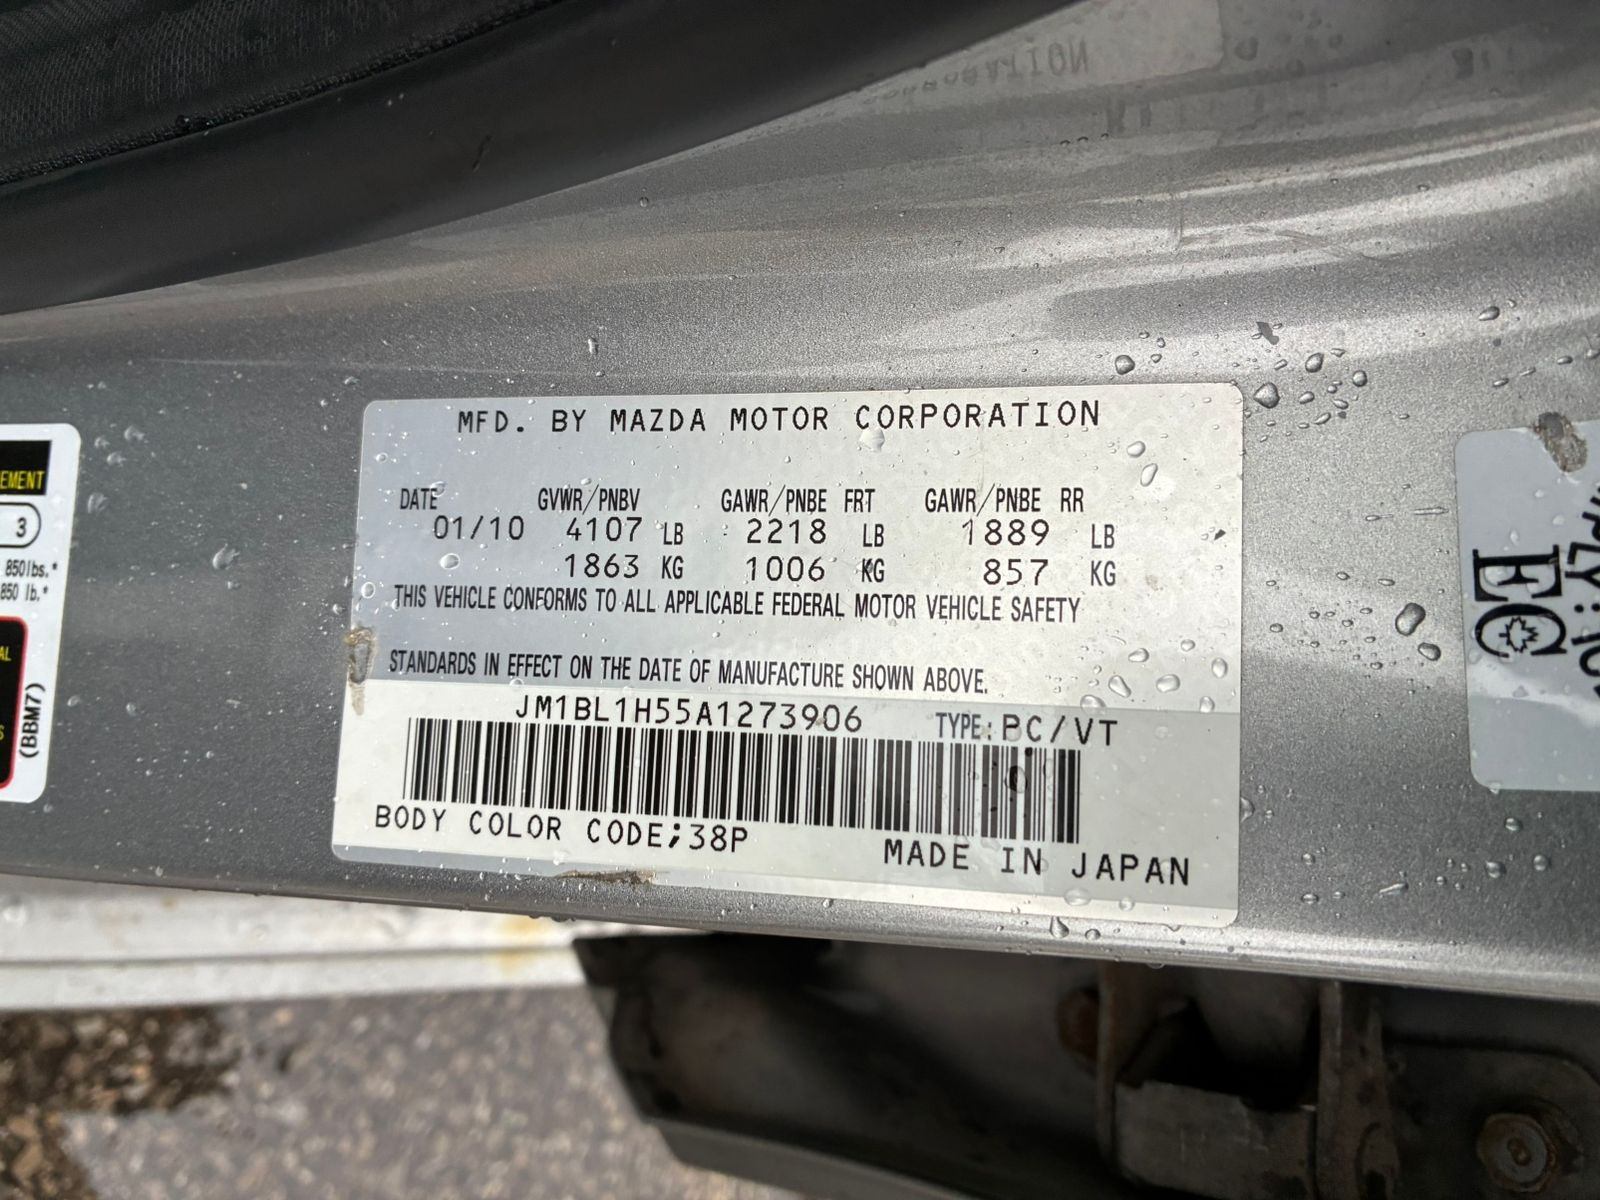 MFD. BY MAZDA MOTOR CORPORATION
DATE GVWR/PNBV GAWR/PNBE FRT GAWR/PNBE RR
01/10 4107 LB 2218 LB 1889 LB
1863 KG 1006 KG 857 KG
THIS VEHICLE CONFORMS TO ALL APPLICABLE FEDERAL MOTOR VEHICLE SAFETY
STANDARDS IN EFFECT ON THE DATE OF MANUFACTURE SHOWN ABOVE.
JM1BL1H55A1273906 TYPE:PC/VT
BODY COLOR CODE;38P
MADE IN JAPAN
EMENT
3
850lbs.*
850 lb.*
AL
S
(BBM7)
EC